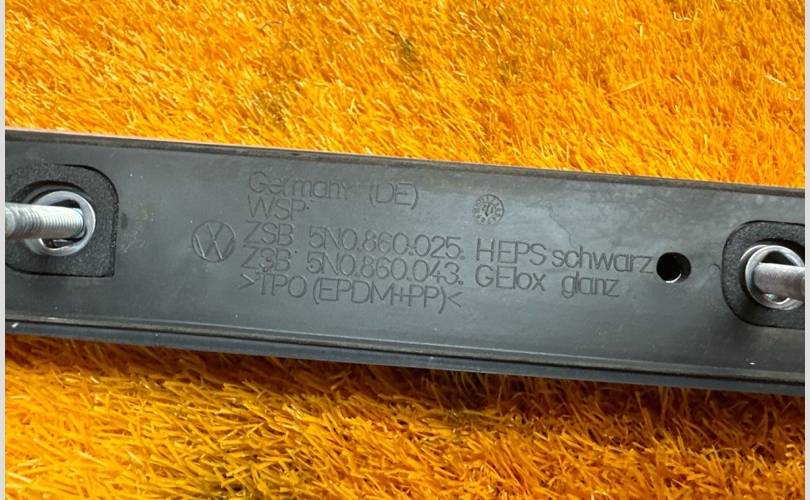 Germany (DE)
WSP
ZSB 5N0.860.025. HEPS schwarz
ZSB 5N0.860.043. GElox glanz
>TPO (EPDM+PP)<